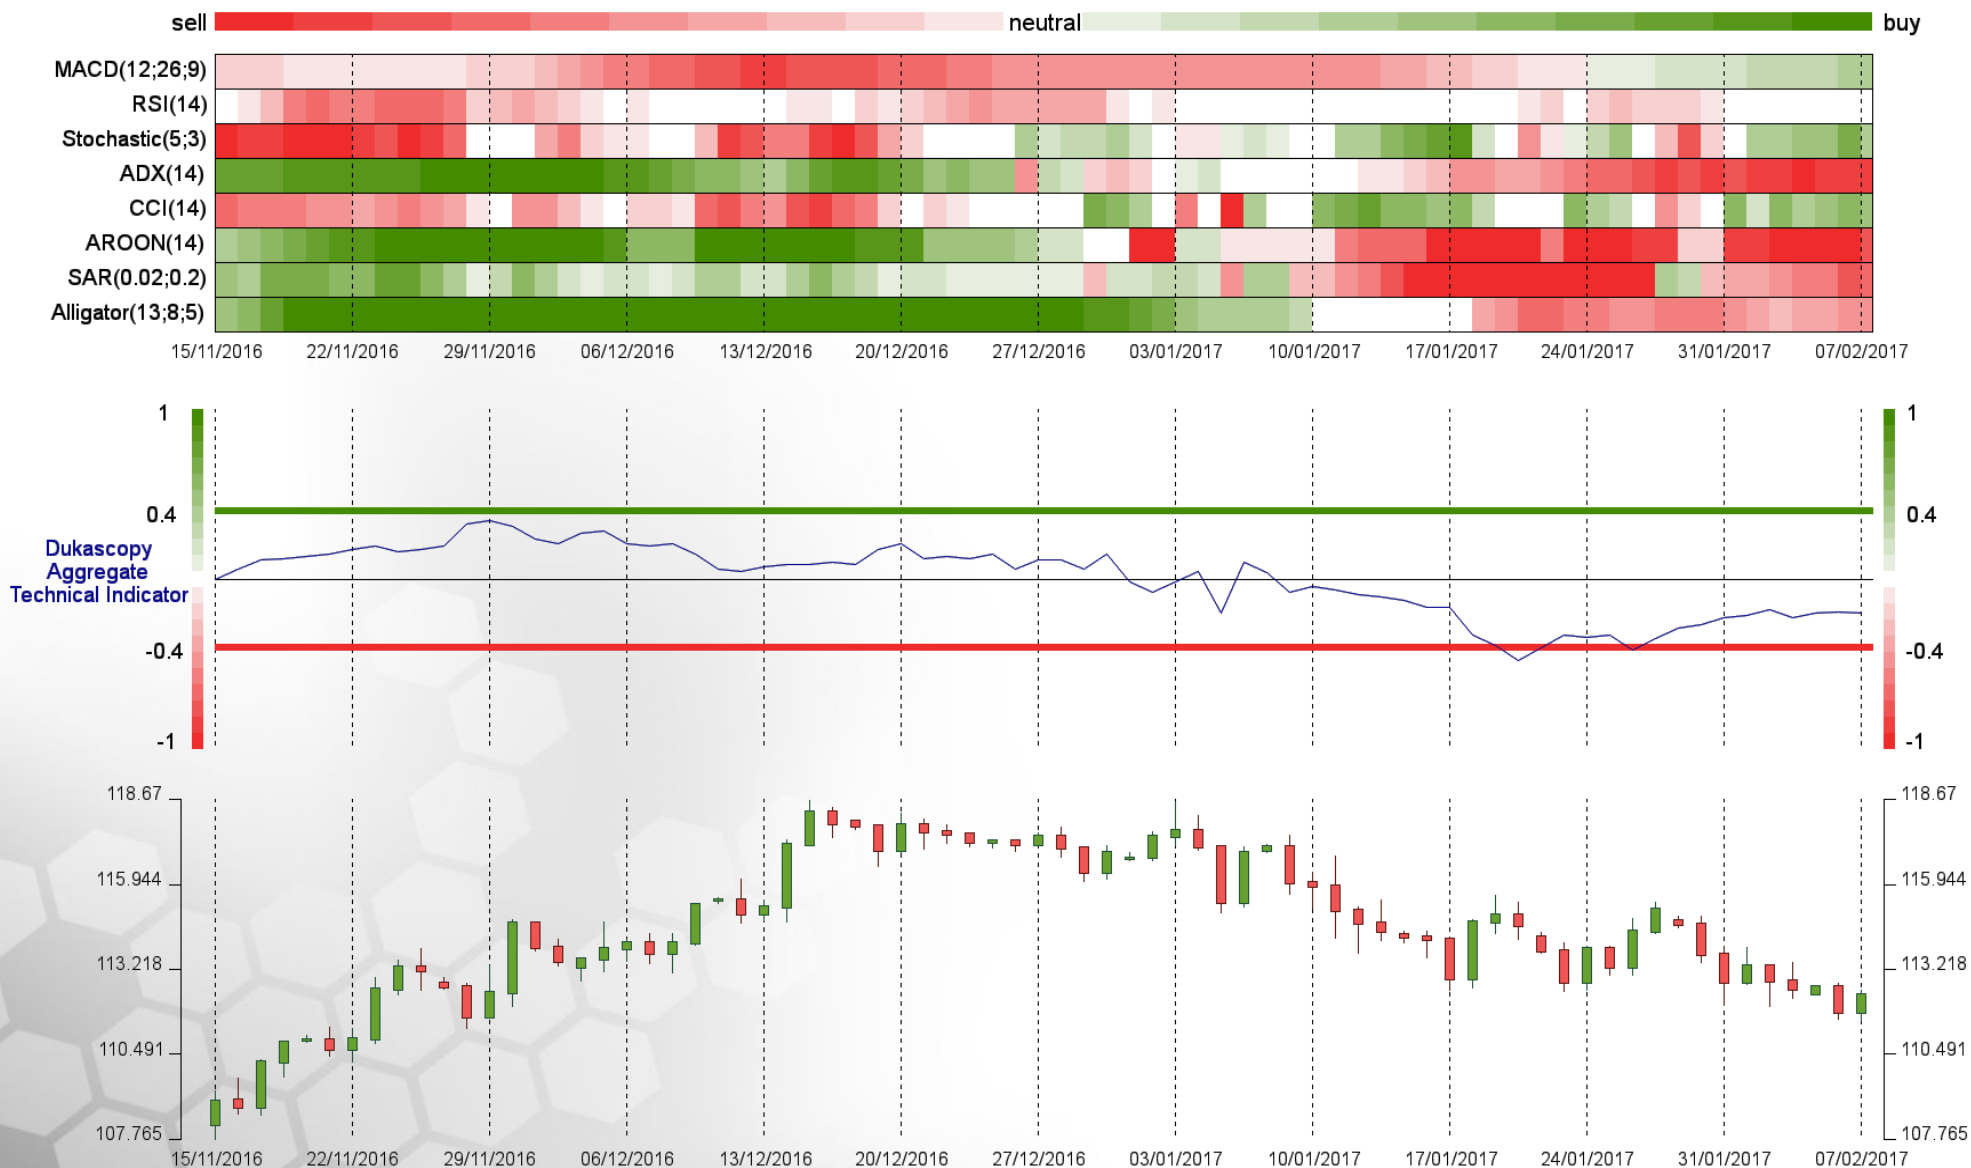 sell neutral buy
MACD(12;26;9)
RSI(14)
Stochastic(5;3)
ADX(14)
CCI(14)
AROON(14)
SAR(0.02;0.2)
Alligator(13;8;5)
15/11/2016 22/11/2016 29/11/2016 06/12/2016 13/12/2016 20/12/2016 27/12/2016 03/01/2017 10/01/2017 17/01/2017 24/01/2017 31/01/2017 07/02/2017
1 1
0.4 0.4
Dukascopy
Aggregate
Technical Indicator
-0.4 -0.4
-1 -1
118.67 118.67
115.944 115.944
113.218 113.218
110.491 110.491
107.765 107.765
15/11/2016 22/11/2016 29/11/2016 06/12/2016 13/12/2016 20/12/2016 27/12/2016 03/01/2017 10/01/2017 17/01/2017 24/01/2017 31/01/2017 07/02/2017